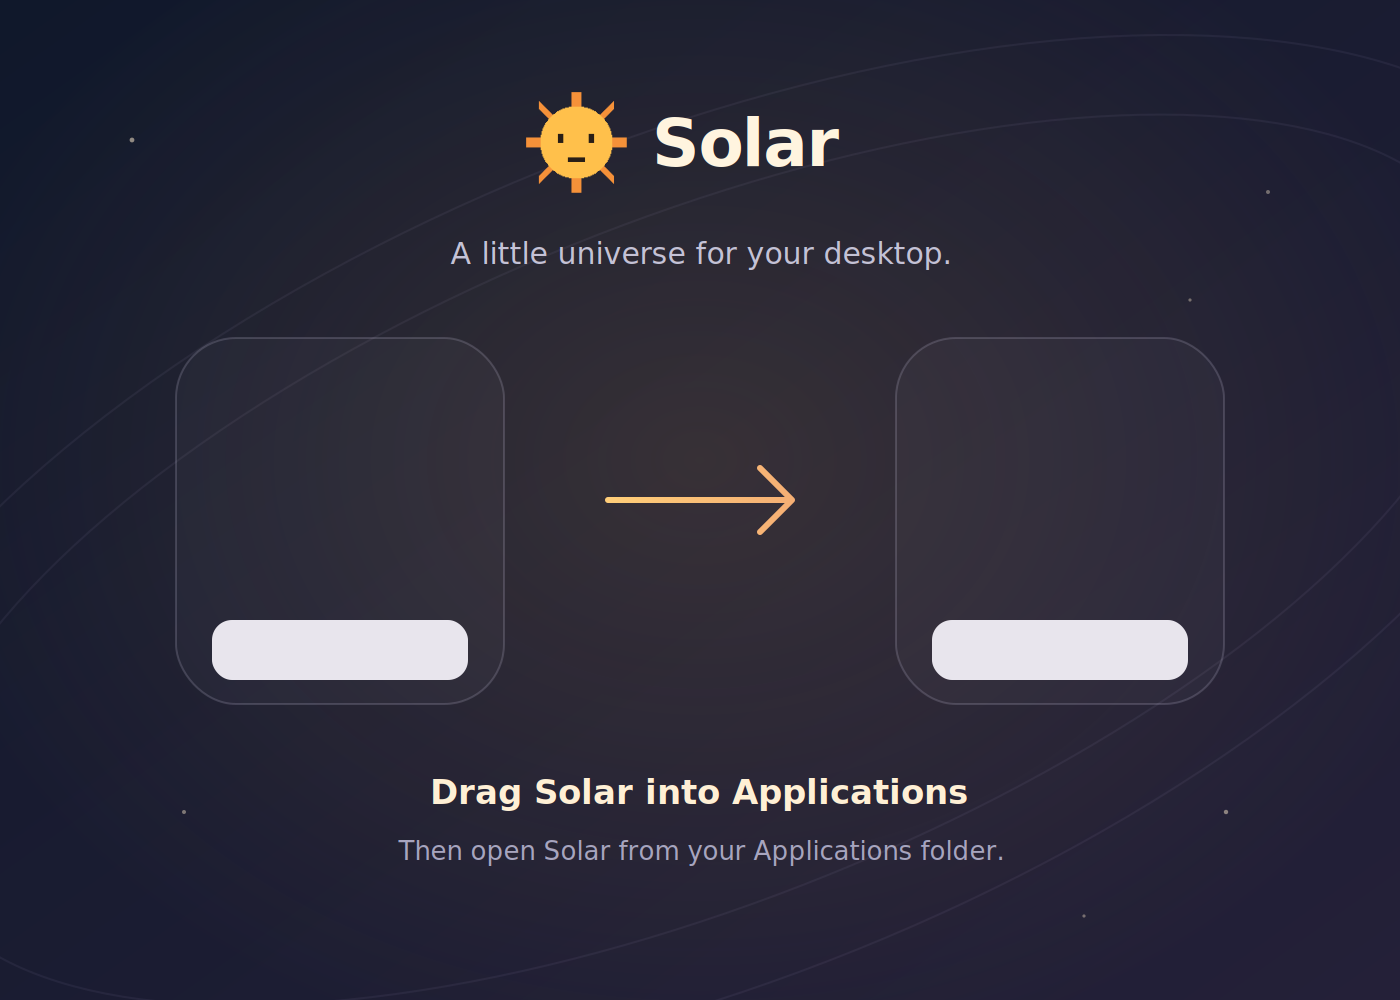 Solar
A little universe for your desktop.
Drag Solar into Applications
Then open Solar from your Applications folder.